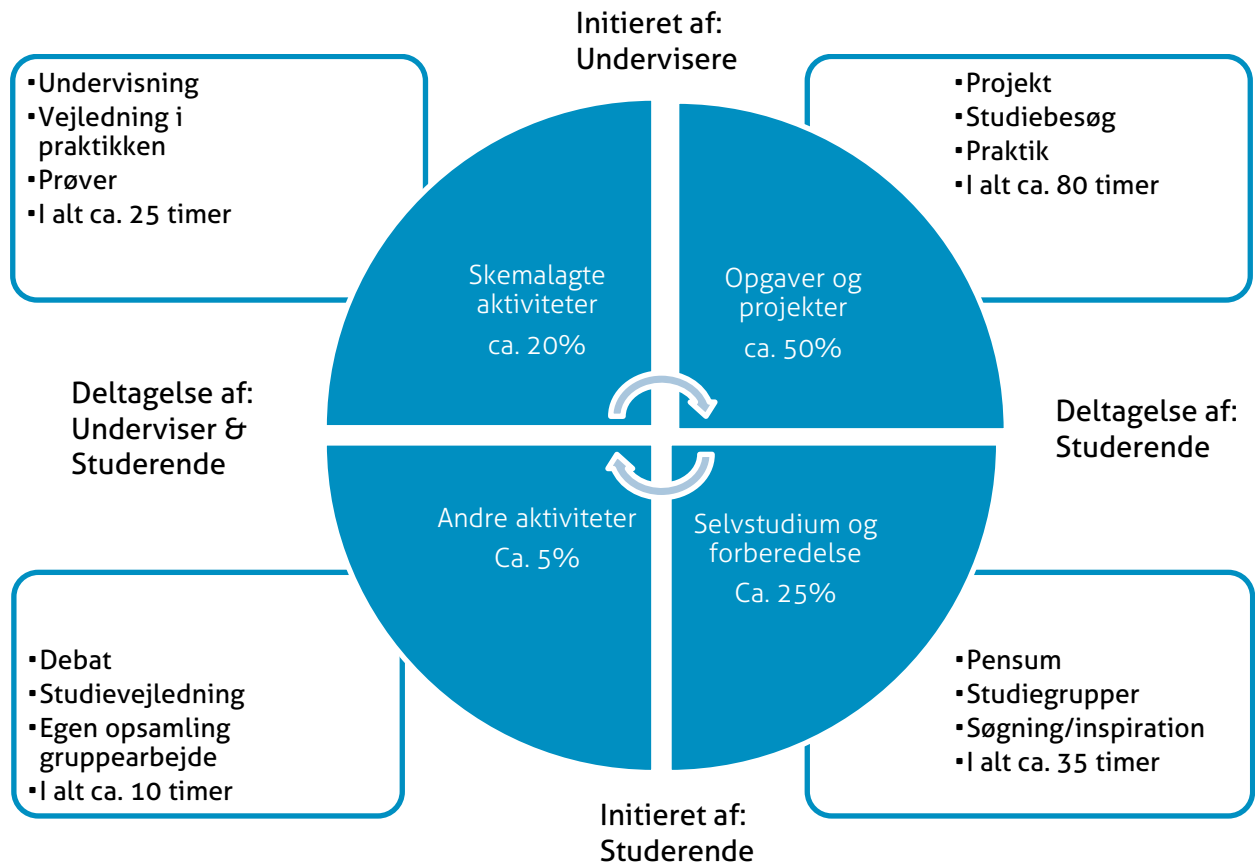 Initieret af:
Undervisere
▪Undervisning
▪Vejledning i
praktikken
▪Prøver
▪I alt ca. 25 timer
▪Projekt
▪Studiebesøg
▪Praktik
▪I alt ca. 80 timer
Skemalagte
aktiviteter
ca. 20%
Opgaver og
projekter
ca. 50%
Deltagelse af:
Underviser &
Studerende
Deltagelse af:
Studerende
Andre aktiviteter
Ca. 5%
Selvstudium og
forberedelse
Ca. 25%
▪Debat
▪Studievejledning
▪Egen opsamling
gruppearbejde
▪I alt ca. 10 timer
▪Pensum
▪Studiegrupper
▪Søgning/inspiration
▪I alt ca. 35 timer
Initieret af:
Studerende